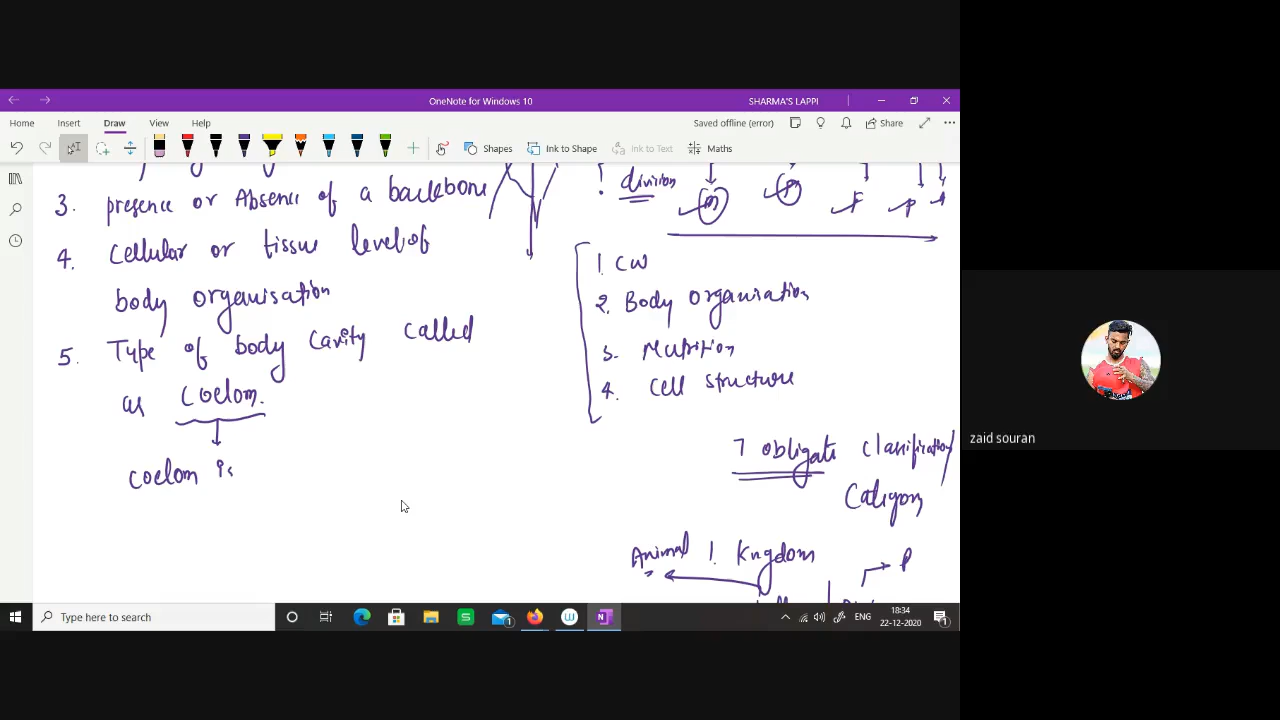 OneNote for Windows 10
SHARMA'S LAPPI
Home
Insert
Draw
View
Help
Saved offline (error)
Share
Shapes
Ink to Shape
Ink to Text
Maths
3. presence or Absence of a backbone
4. Cellular or tissue level of
body organisation
5. Type of body cavity called
as Coelom.
coelom is
! division
1. CW
2. Body organisation
3. Nutrition
4. Cell structure
7 obligate classification
Category
Animal 1. Kngdom
P
zaid souran
Type here to search
ENG
18:34
22-12-2020